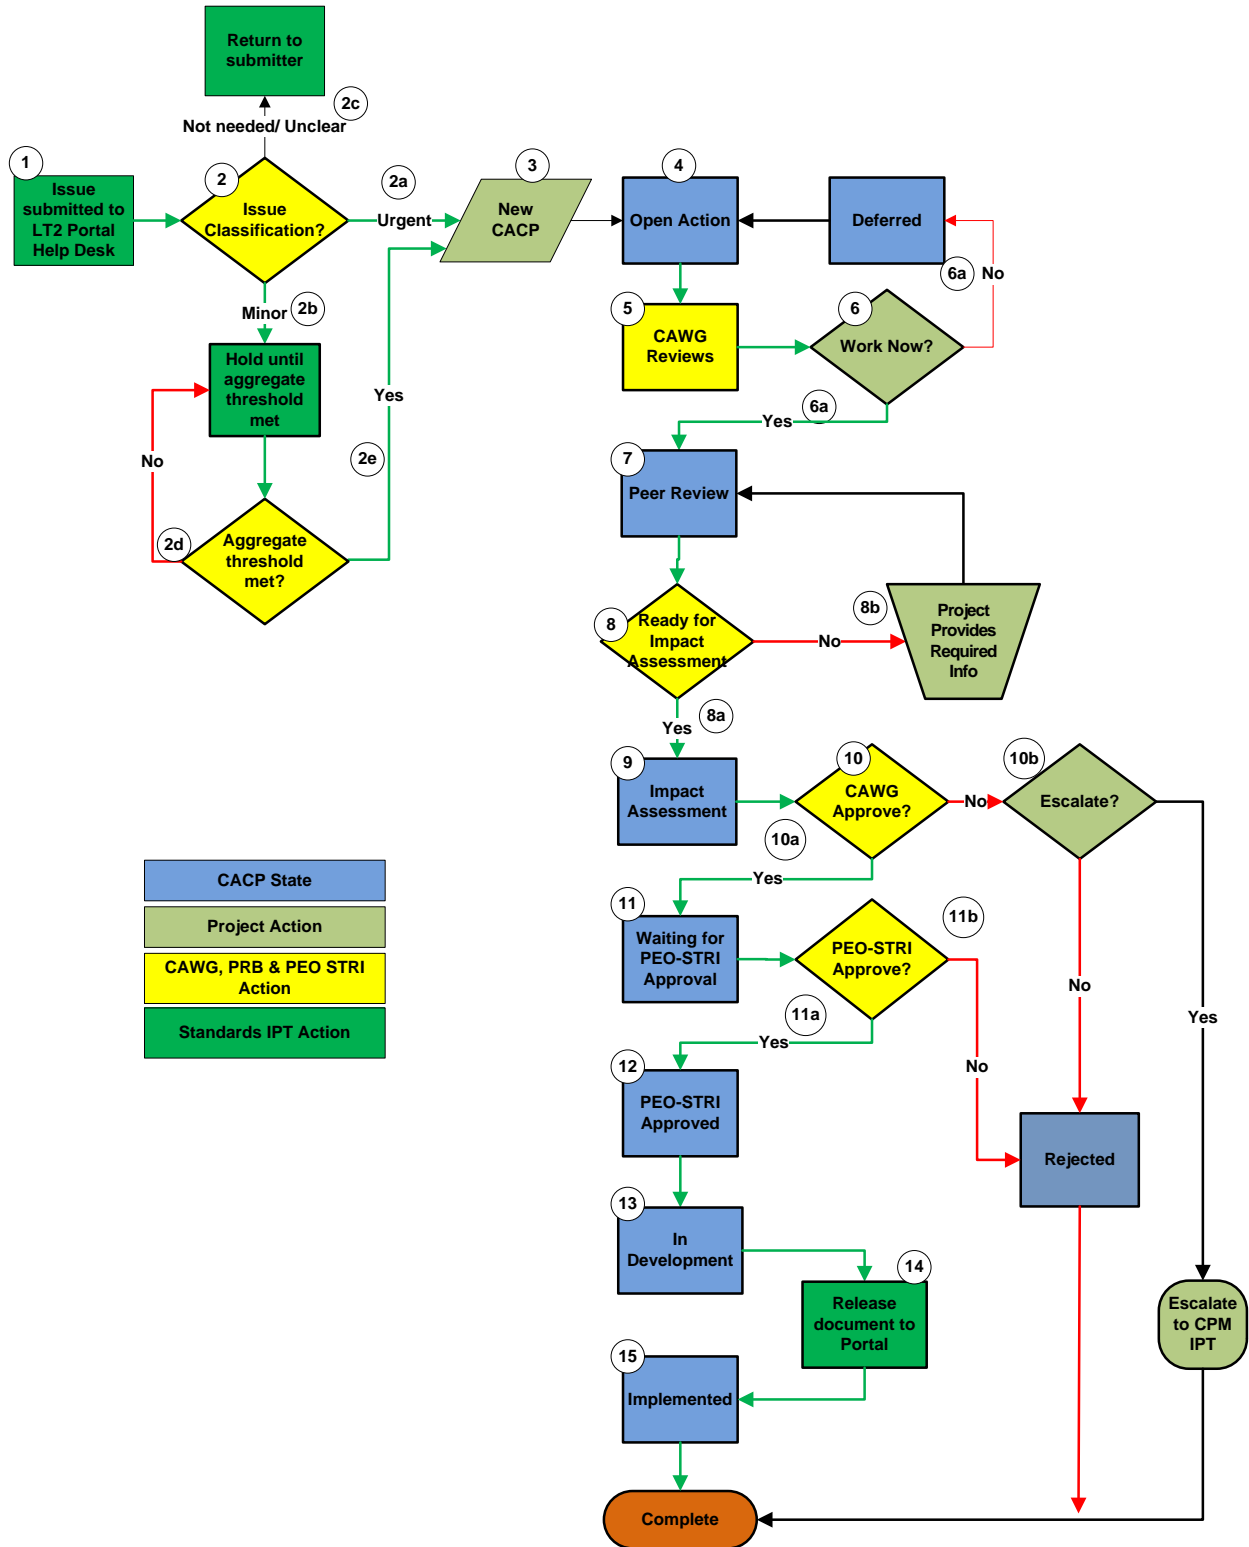 Return to
submitter
2c
Not needed/ Unclear
1
Issue
submitted to
LT2 Portal
Help Desk
2
Issue
Classification?
2a
Urgent
3
New
CACP
4
Open Action
Deferred
6a
No
Minor
2b
5
CAWG
Reviews
6
Work Now?
Hold until
aggregate
threshold
met
Yes
6a
Yes
No
2e
7
Peer Review
2d
Aggregate
threshold
met?
8
Ready for
Impact
Assessment
No
8b
Project
Provides
Required
Info
8a
Yes
9
Impact
Assessment
10
CAWG
Approve?
No
10b
Escalate?
10a
Yes
CACP State
Project Action
CAWG, PRB & PEO STRI
Action
Standards IPT Action
11
Waiting for
PEO-STRI
Approval
PEO-STRI
Approve?
11b
No
Yes
11a
Yes
No
12
PEO-STRI
Approved
Rejected
13
In
Development
14
Release
document to
Portal
Escalate
to CPM
IPT
15
Implemented
Complete